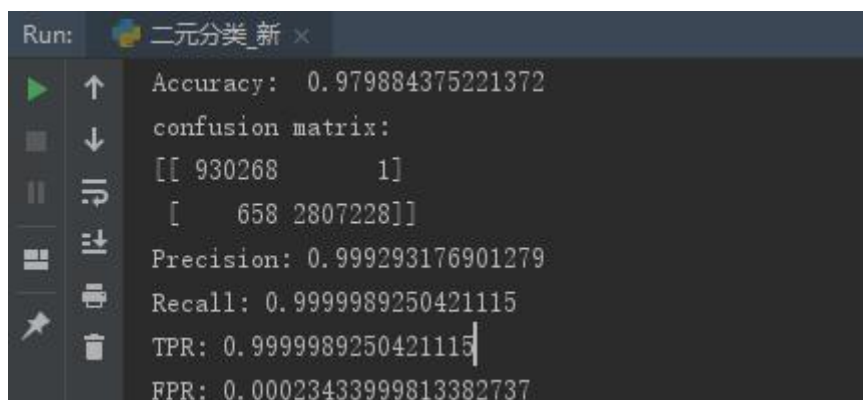 Run: 二元分类_新 ×
Accuracy: 0.979884375221372
confusion matrix:
[[ 930268 1]
[ 658 2807228]]
Precision: 0.999293176901279
Recall: 0.9999989250421115
TPR: 0.9999989250421115
FPR: 0.00023433999813382737